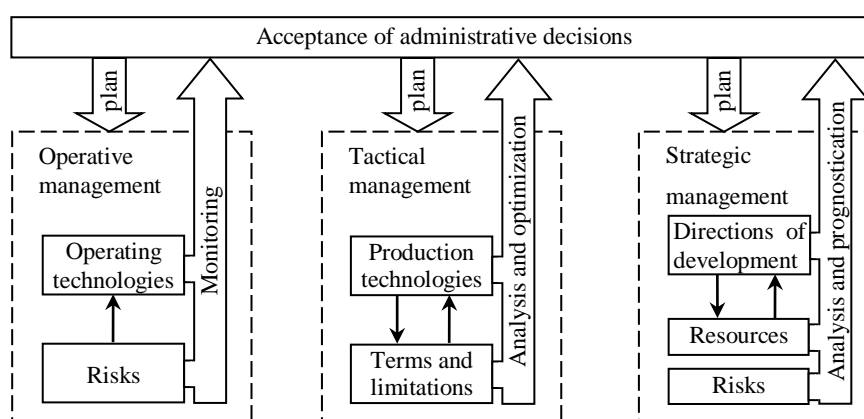 Acceptance of administrative decisions
plan
Operative
management
Operating
technologies
Risks
Monitoring
plan
Tactical
management
Production
technologies
Terms and
limitations
Analysis and optimization
plan
Strategic
management
Directions of
development
Resources
Risks
Analysis and prognostication